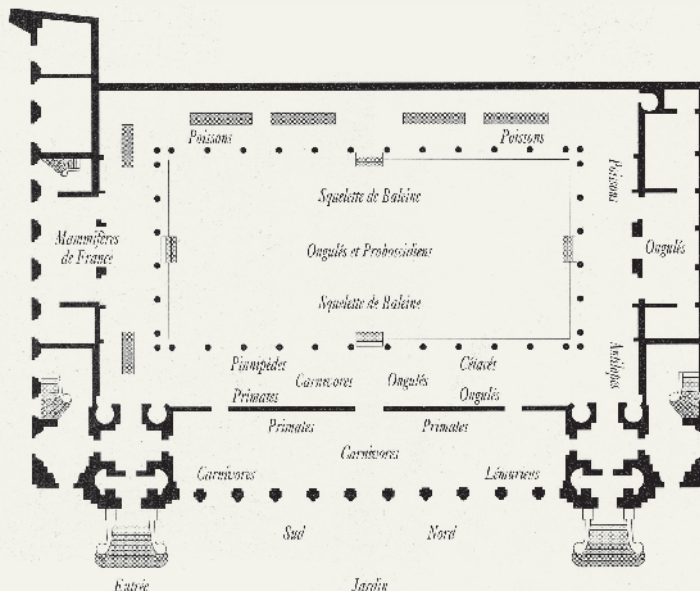 Poissons
Poissons
Poissons
Squelette de Baleine
Mammifères
de France
Ongulés et Proboscidiens
Ongulés
Squelette de Baleine
Pinnipèdes
Cétacés
Antilopes
Carnivores
Ongulés
Primates
Ongulés
Primates
Primates
Carnivores
Carnivores
Lémuriens
Sud
Nord
Entrée
Jardin